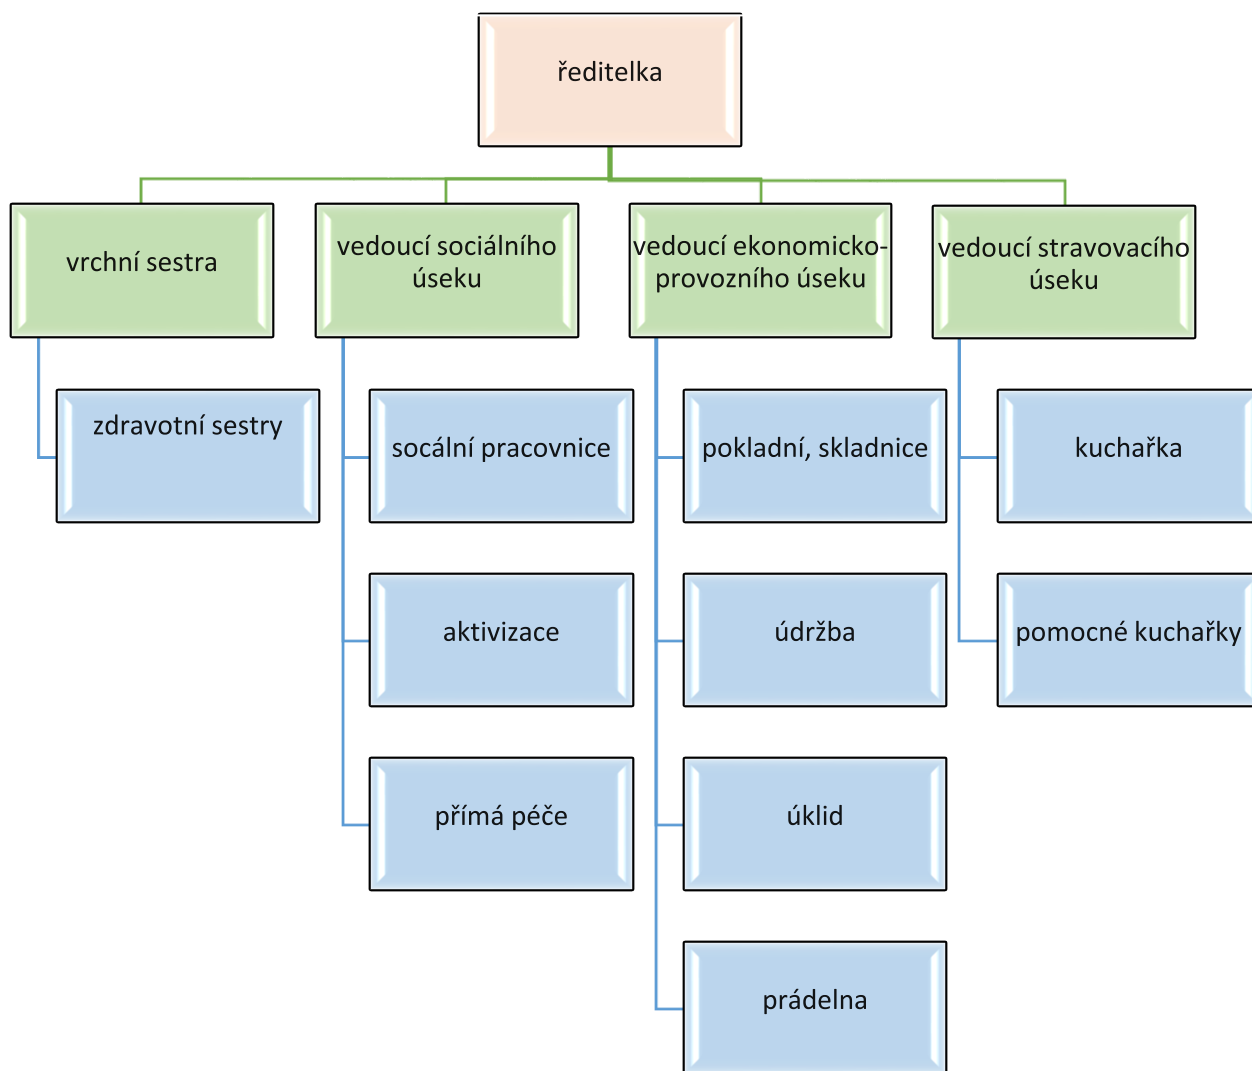 ředitelka
vrchní sestra
vedoucí sociálního
úseku
vedoucí ekonomicko-
provozního úseku
vedoucí stravovacího
úseku
zdravotní sestry
socální pracovnice
pokladní, skladnice
kuchařka
aktivizace
údržba
pomocné kuchařky
přímá péče
úklid
prádelna